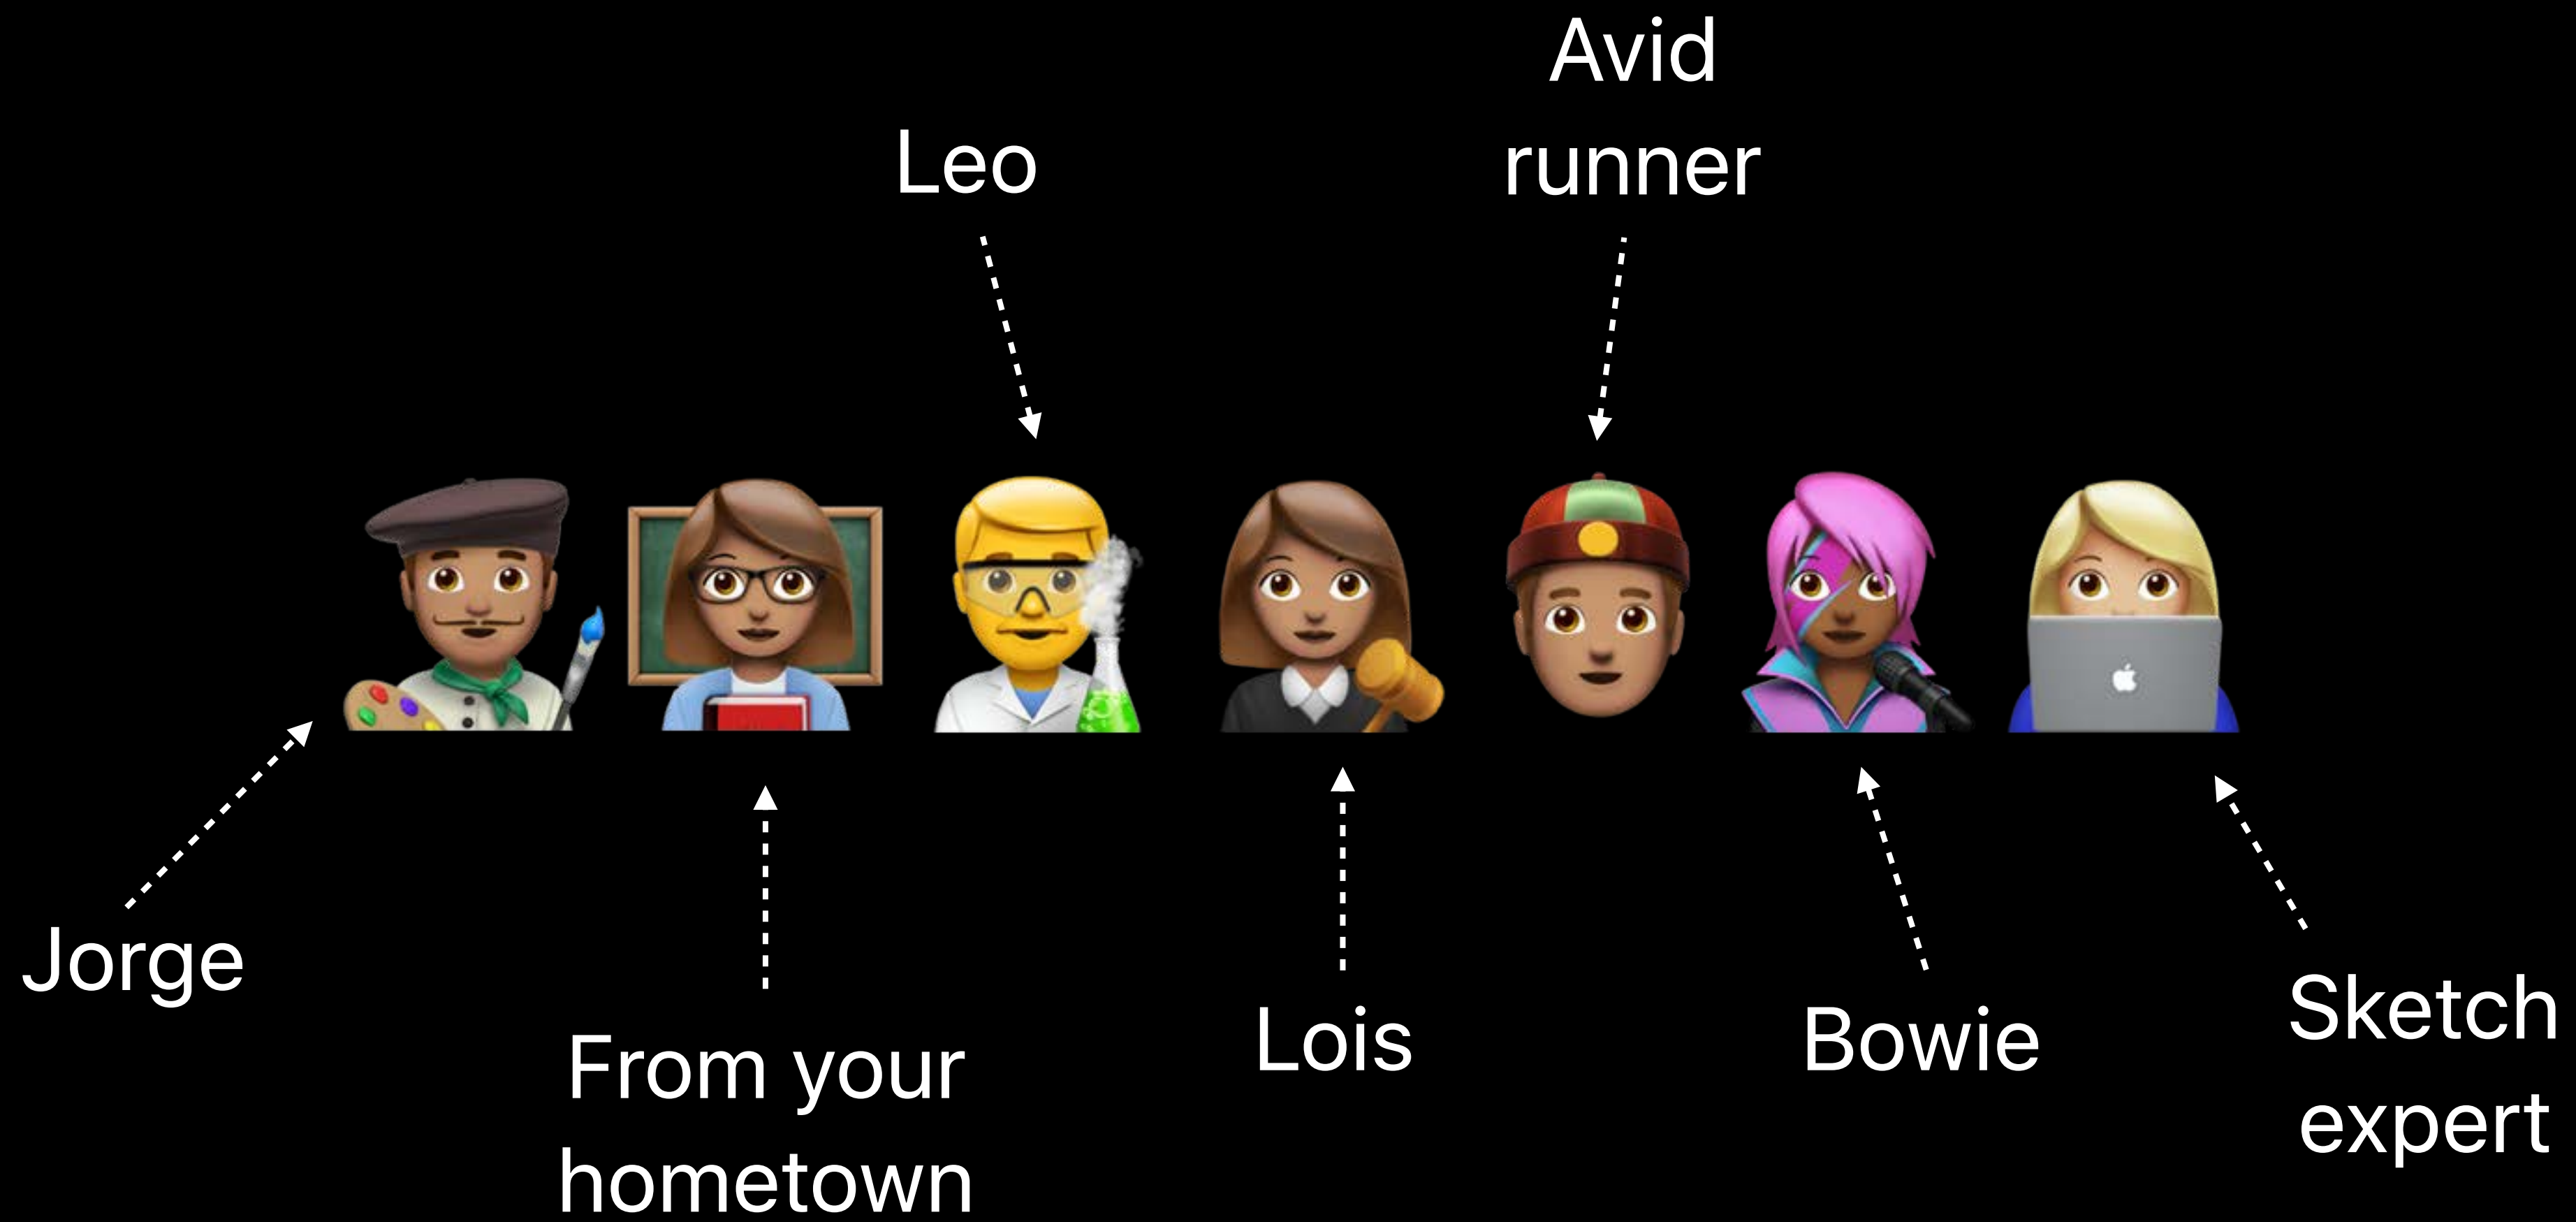 Avid
runner
Leo
Jorge
From your
hometown
Lois
Bowie
Sketch
expert